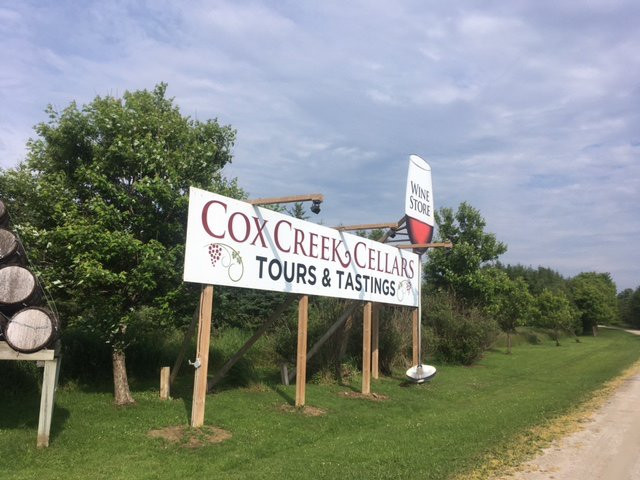 COX CREEK CELLARS
TOURS & TASTINGS
WINE
STORE